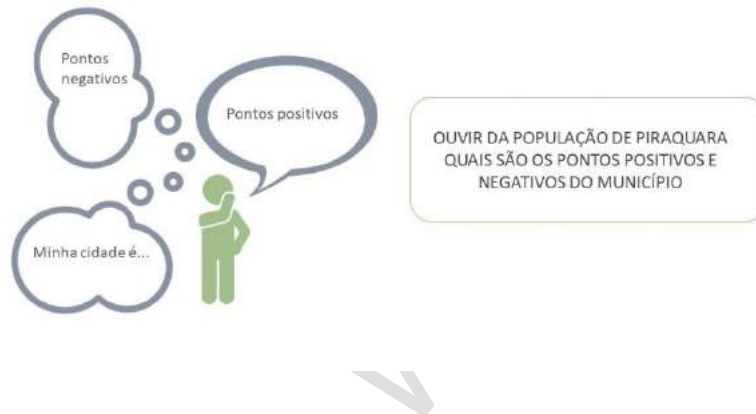 Pontos
negativos
Pontos positivos
Minha cidade é...
OUVIR DA POPULAÇÃO DE PIRAQUARA
QUAIS SÃO OS PONTOS POSITIVOS E
NEGATIVOS DO MUNICÍPIO